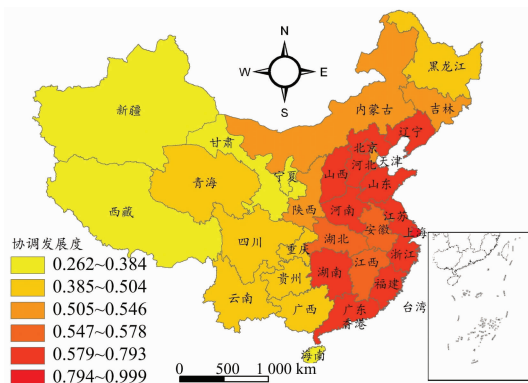 N
W
E
S
黑龙江
新疆
内蒙古
吉林
辽宁
甘肃
北京
河北
天津
宁夏
山西
山东
青海
陕西
河南
江苏
西藏
安徽
上海
协调发展度
四川
湖北
重庆
浙江
0.262~0.384
贵州
湖南
江西
0.385~0.504
福建
0.505~0.546
云南
广西
广东
台湾
0.547~0.578
香港
0.579~0.793
海南
0.794~0.999
0 500 1 000 km